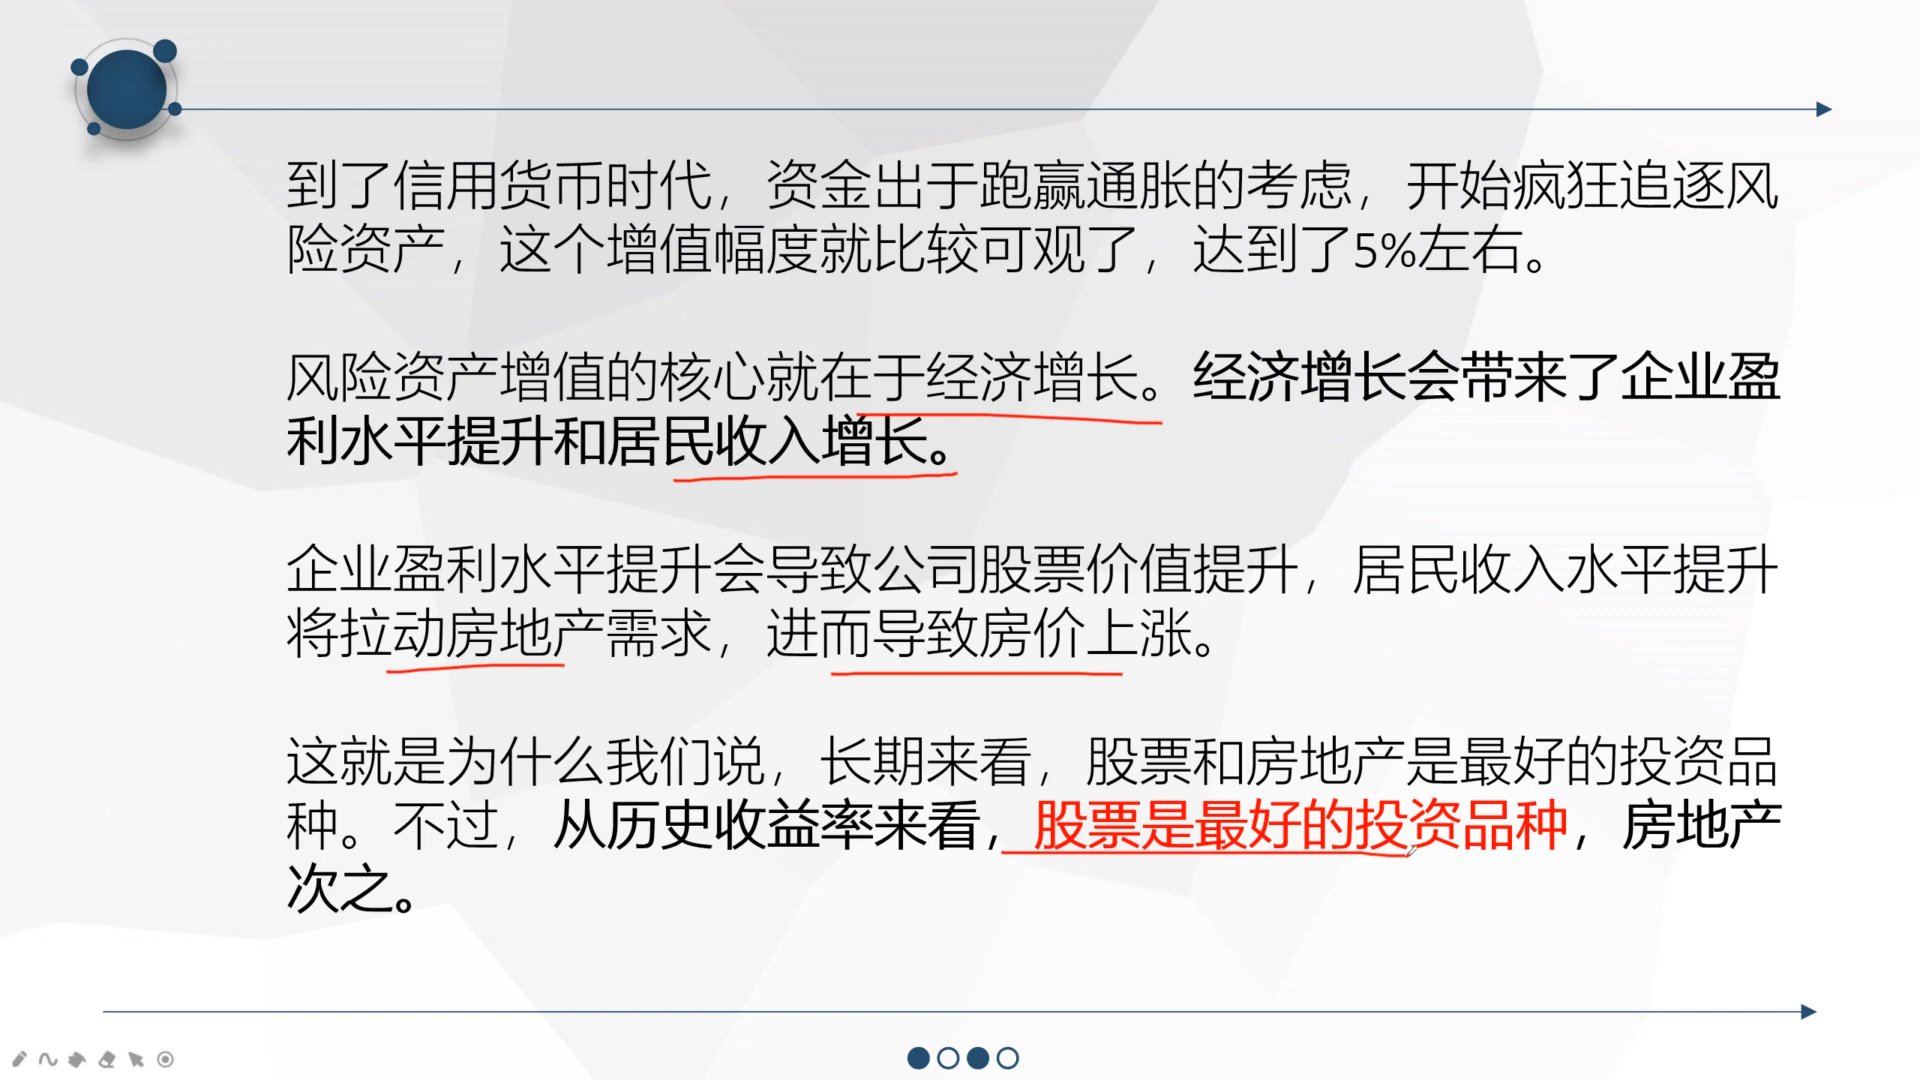 到了信用货币时代，资金出于跑赢通胀的考虑，开始疯狂追逐风
险资产，这个增值幅度就比较可观了，达到了5%左右。
风险资产增值的核心就在于经济增长。经济增长会带来了企业盈
利水平提升和居民收入增长。
企业盈利水平提升会导致公司股票价值提升，居民收入水平提升
将拉动房地产需求，进而导致房价上涨。
这就是为什么我们说，长期来看，股票和房地产是最好的投资品
种。不过，从历史收益率来看，股票是最好的投资品种，房地产
次之。